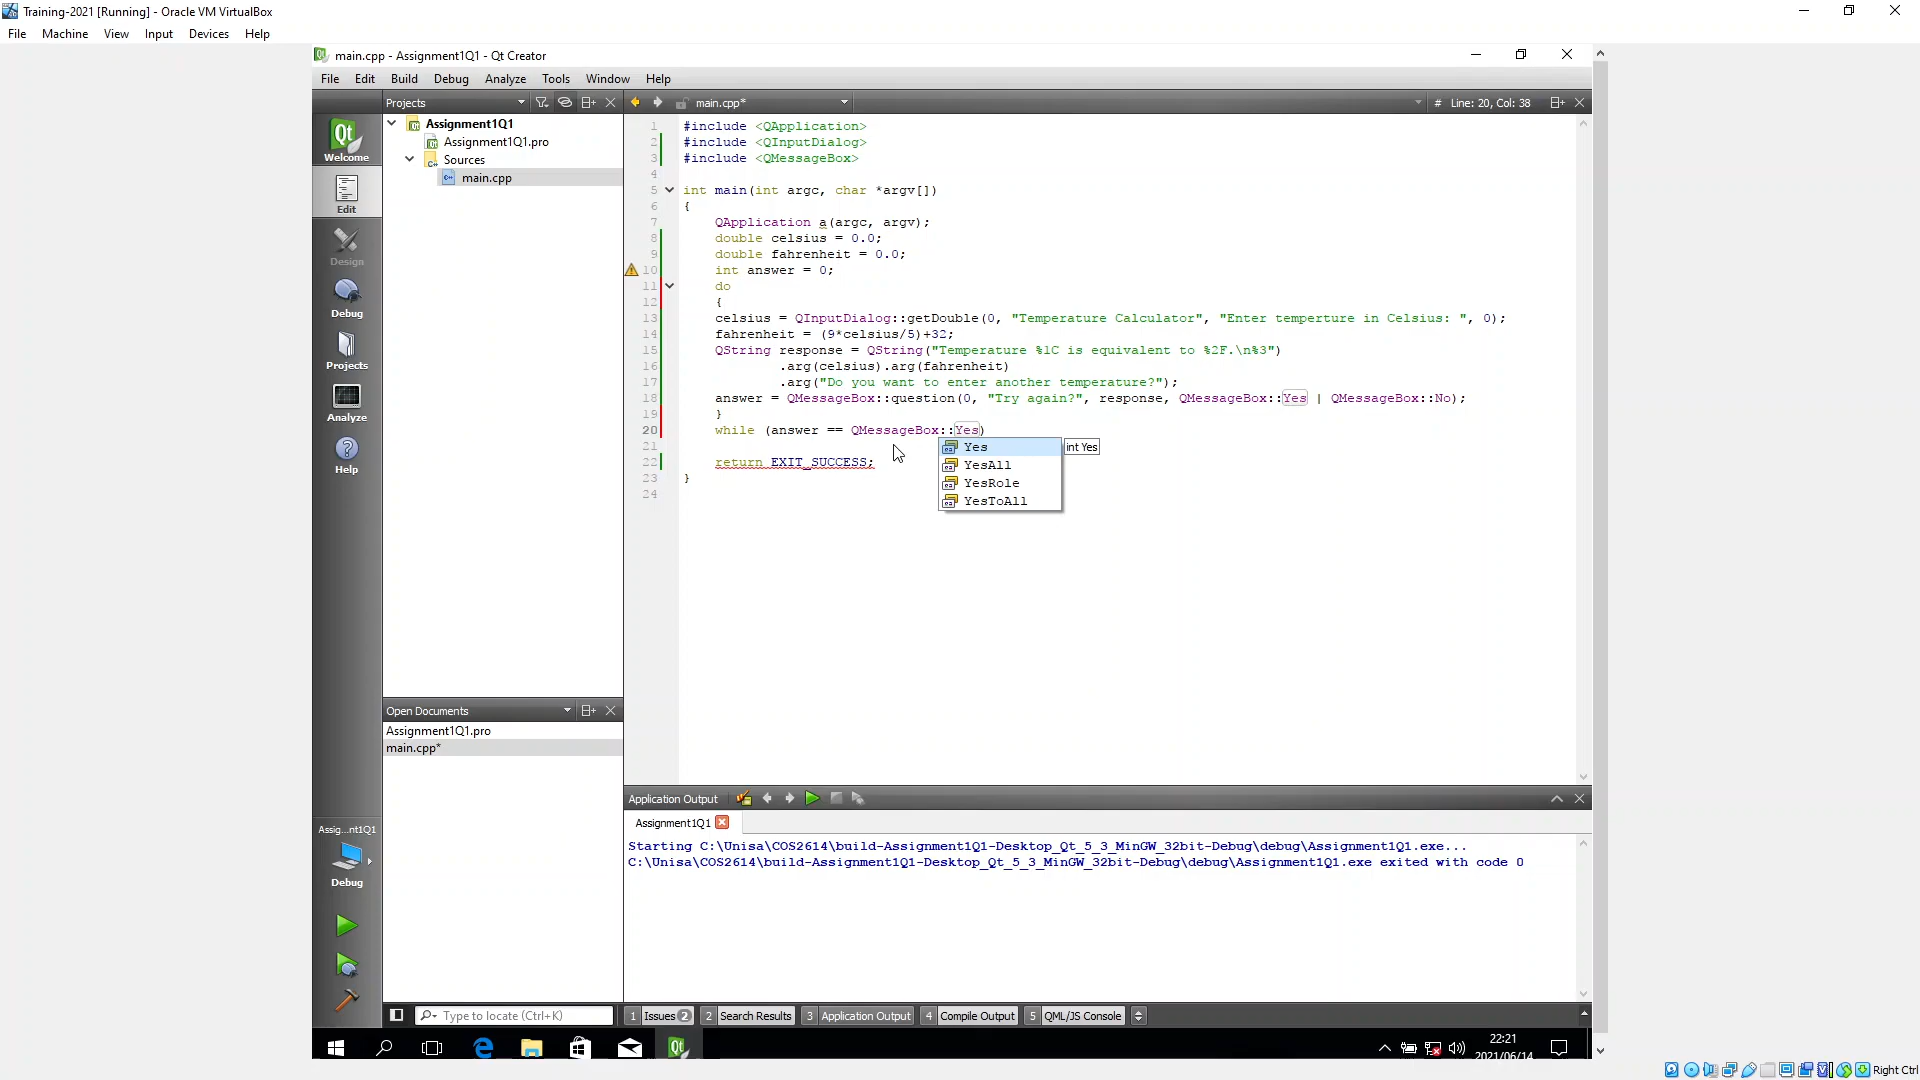 Training-2021 [Running] - Oracle VM VirtualBox
File Machine View Input Devices Help
main.cpp - Assignment1Q1 - Qt Creator
File Edit Build Debug Analyze Tools Window Help
Projects
main.cpp*
# Line: 20, Col: 38
Welcome
Edit
Design
Debug
Projects
Analyze
Help
Assignment1Q1
Assignment1Q1.pro
Sources
main.cpp
1 #include <QApplication>
2 #include <QInputDialog>
3 #include <QMessageBox>
4
5 int main(int argc, char *argv[])
6 {
7 QApplication a(argc, argv);
8 double celsius = 0.0;
9 double fahrenheit = 0.0;
10 int answer = 0;
11 do
12 {
13 celsius = QInputDialog::getDouble(0, "Temperature Calculator", "Enter temperture in Celsius: ", 0);
14 fahrenheit = (9*celsius/5)+32;
15 QString response = QString("Temperature %1C is equivalent to %2F.\n%3")
16 .arg(celsius).arg(fahrenheit)
17 .arg("Do you want to enter another temperature?");
18 answer = QMessageBox::question(0, "Try again?", response, QMessageBox::Yes | QMessageBox::No);
19 }
20 while (answer == QMessageBox::Yes)
21
22 return EXIT_SUCCESS;
23 }
24
Yes
YesAll
YesRole
YesToAll
int Yes
Open Documents
Assignment1Q1.pro
main.cpp*
Assig...nt1Q1
Debug
Application Output
Assignment1Q1
Starting C:\Unisa\COS2614\build-Assignment1Q1-Desktop_Qt_5_3_MinGW_32bit-Debug\debug\Assignment1Q1.exe...
C:\Unisa\COS2614\build-Assignment1Q1-Desktop_Qt_5_3_MinGW_32bit-Debug\debug\Assignment1Q1.exe exited with code 0
Type to locate (Ctrl+K)
1 Issues 2 2 Search Results 3 Application Output 4 Compile Output 5 QML/JS Console
22:21
2021/06/14
Right Ctrl